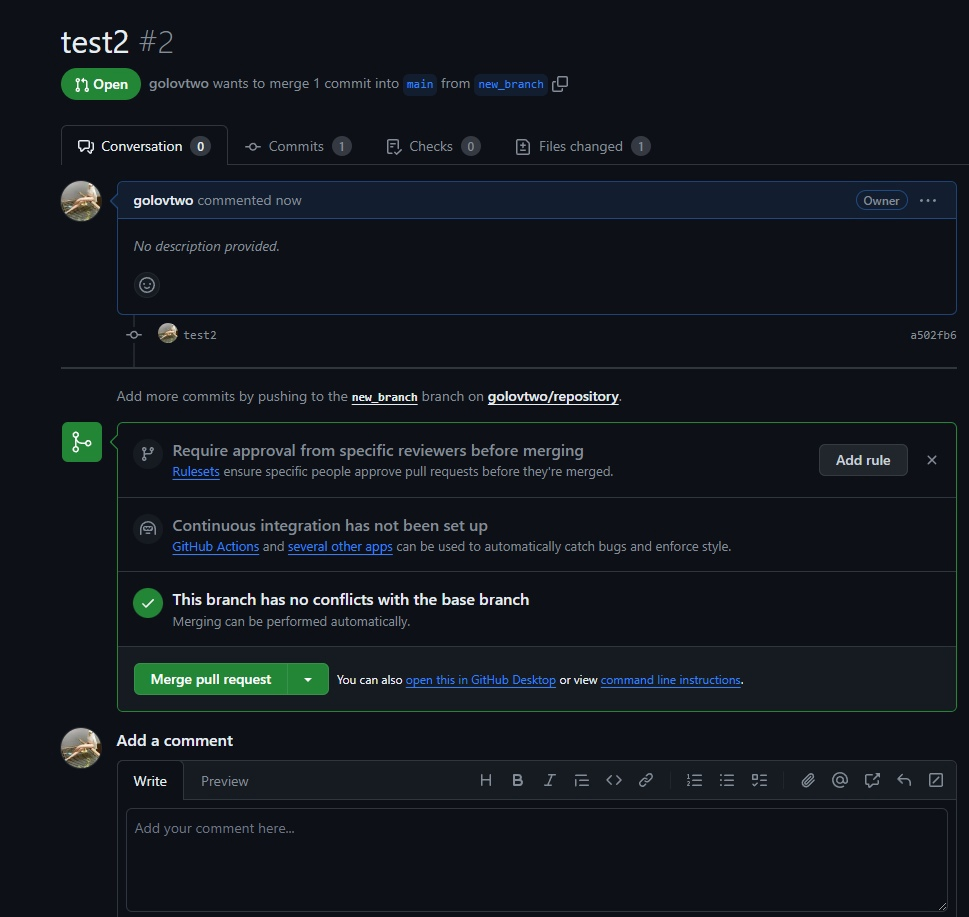 test2 #2
Open golovtwo wants to merge 1 commit into main from new_branch
Conversation 0 Commits 1 Checks 0 Files changed 1
golovtwo commented now Owner
No description provided.
test2 a502fb6
Add more commits by pushing to the new_branch branch on golovtwo/repository.
Require approval from specific reviewers before merging
Rulesets ensure specific people approve pull requests before they're merged.
Add rule
Continuous integration has not been set up
GitHub Actions and several other apps can be used to automatically catch bugs and enforce style.
This branch has no conflicts with the base branch
Merging can be performed automatically.
Merge pull request You can also open this in GitHub Desktop or view command line instructions.
Add a comment
Write Preview
Add your comment here...